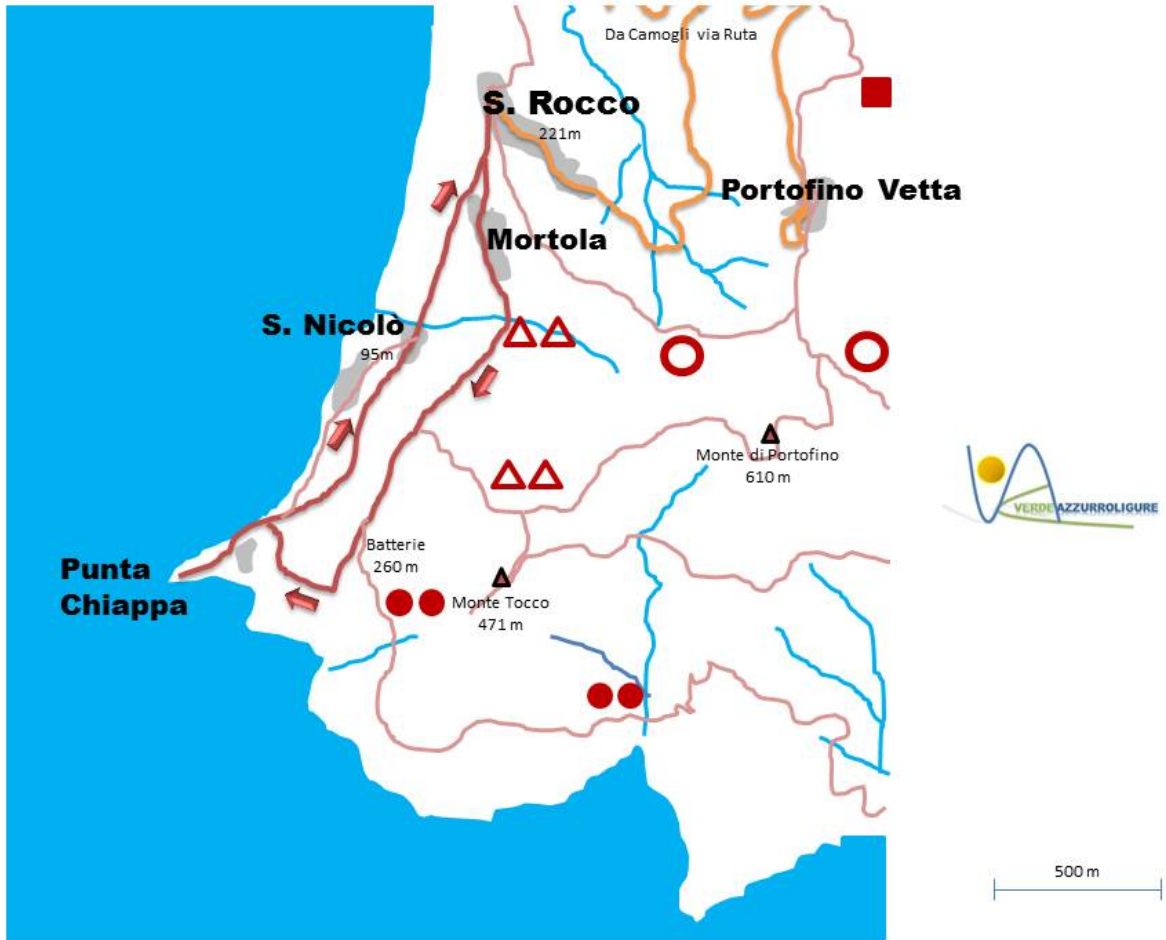 Da Camogli via Ruta
S. Rocco
221m
Portofino Vetta
Mortola
S. Nicolò
95m
Monte di Portofino
610 m
VERDEAZZURROLIGURE
Batterie
260 m
Punta
Chiappa
Monte Tocco
471 m
500 m